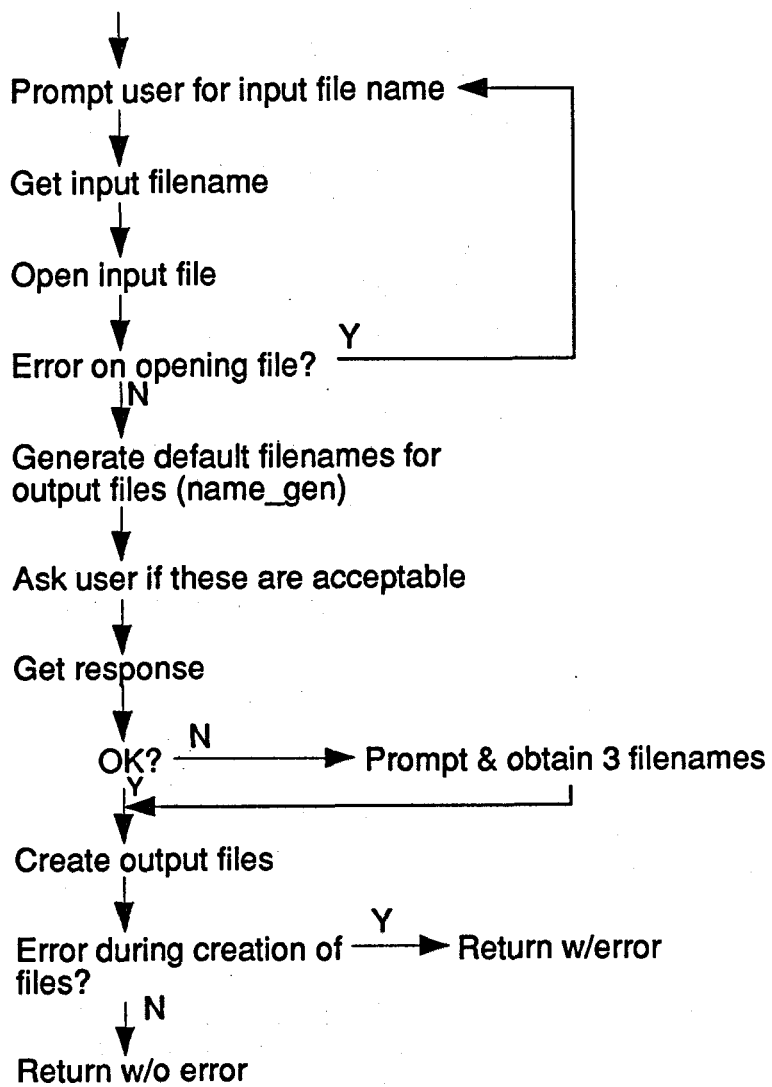 Prompt user for input file name
Get input filename
Open input file
Y
Error on opening file?
N
Generate default filenames for
output files (name_gen)
Ask user if these are acceptable
Get response
N
OK?
Prompt & obtain 3 filenames
Y
Create output files
Y
Error during creation of
files?
Return w/error
N
Return w/o error